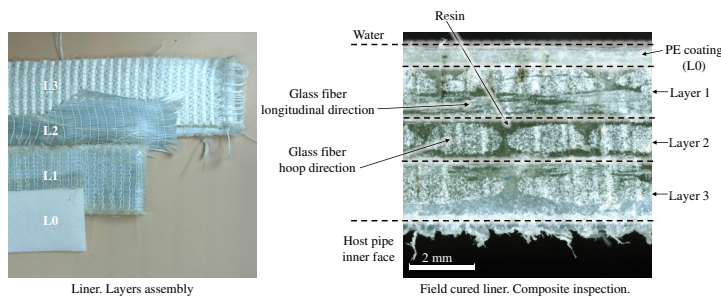 L3
L2
L1
L0
Liner. Layers assembly
Resin
Water
PE coating
(L0)
Glass fiber
longitudinal direction
Layer 1
Glass fiber
hoop direction
Layer 2
Layer 3
Host pipe
inner face
2 mm
Field cured liner. Composite inspection.